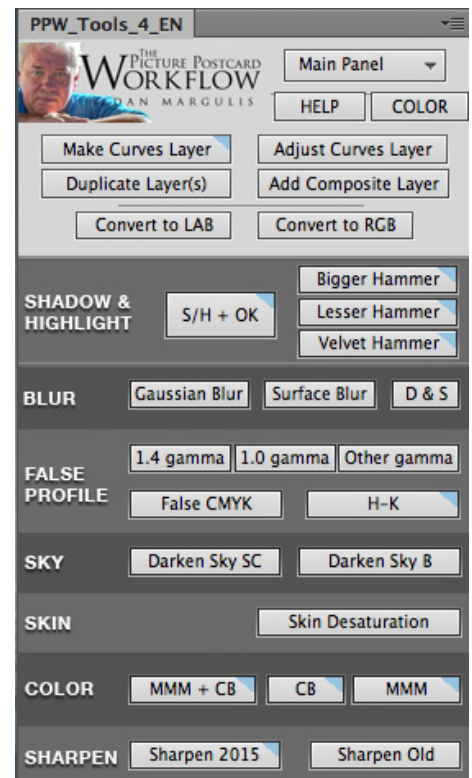 PPW_Tools_4_EN
THE
PICTURE POSTCARD
WORKFLOW
DAN MARGULIS
Main Panel
HELP COLOR
Make Curves Layer Adjust Curves Layer
Duplicate Layer(s) Add Composite Layer
Convert to LAB Convert to RGB
SHADOW &
HIGHLIGHT
S/H + OK
Bigger Hammer
Lesser Hammer
Velvet Hammer
BLUR Gaussian Blur Surface Blur D & S
FALSE
PROFILE
1.4 gamma 1.0 gamma Other gamma
False CMYK H-K
SKY Darken Sky SC Darken Sky B
SKIN Skin Desaturation
COLOR MMM + CB CB MMM
SHARPEN Sharpen 2015 Sharpen Old